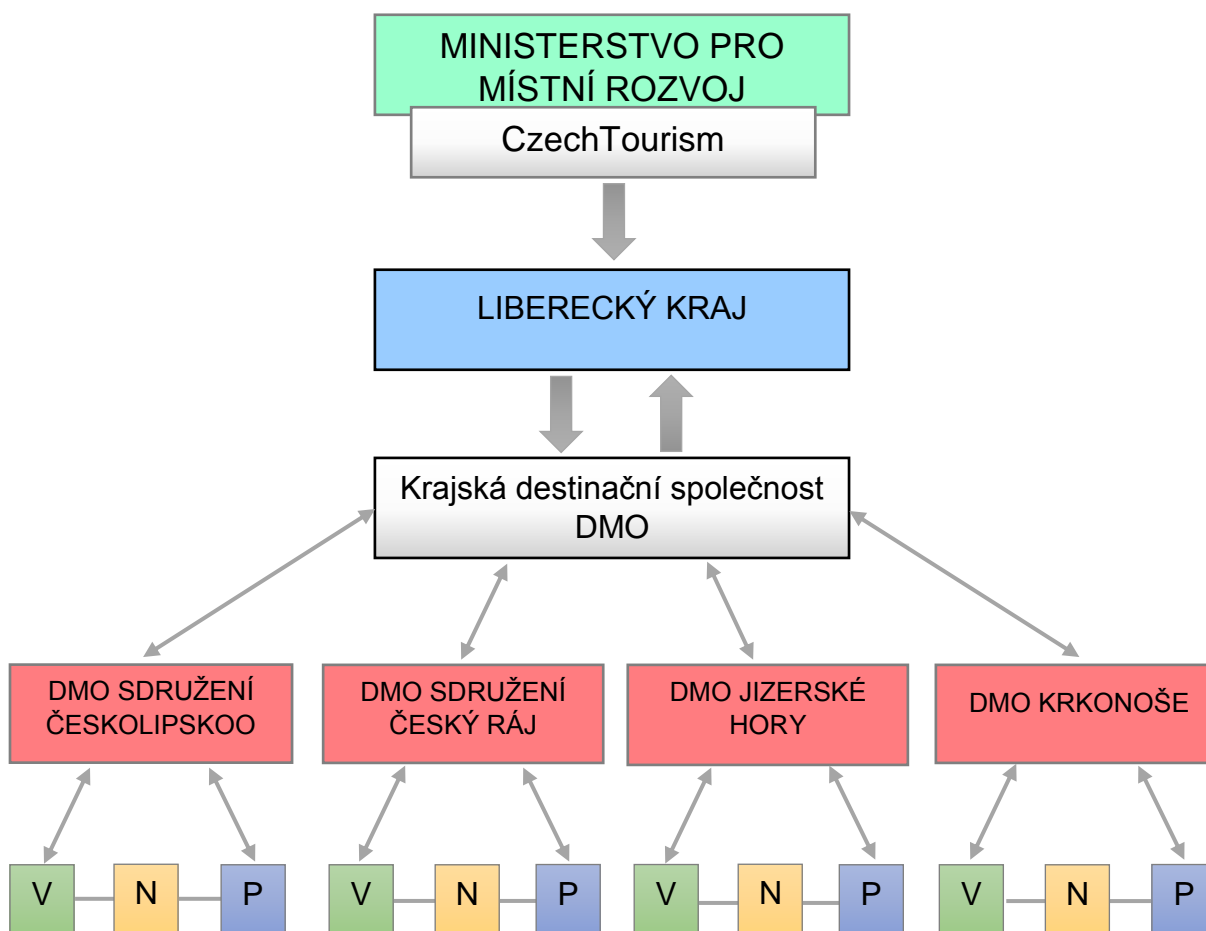 MINISTERSTVO PRO
MÍSTNÍ ROZVOJ
CzechTourism
LIBERECKÝ KRAJ
Krajská destinační společnost
DMO
DMO SDRUŽENÍ
ČESKOLIPSKOO
DMO SDRUŽENÍ
ČESKÝ RÁJ
DMO JIZERSKÉ
HORY
DMO KRKONOŠE
V N P V N P V N P V N P